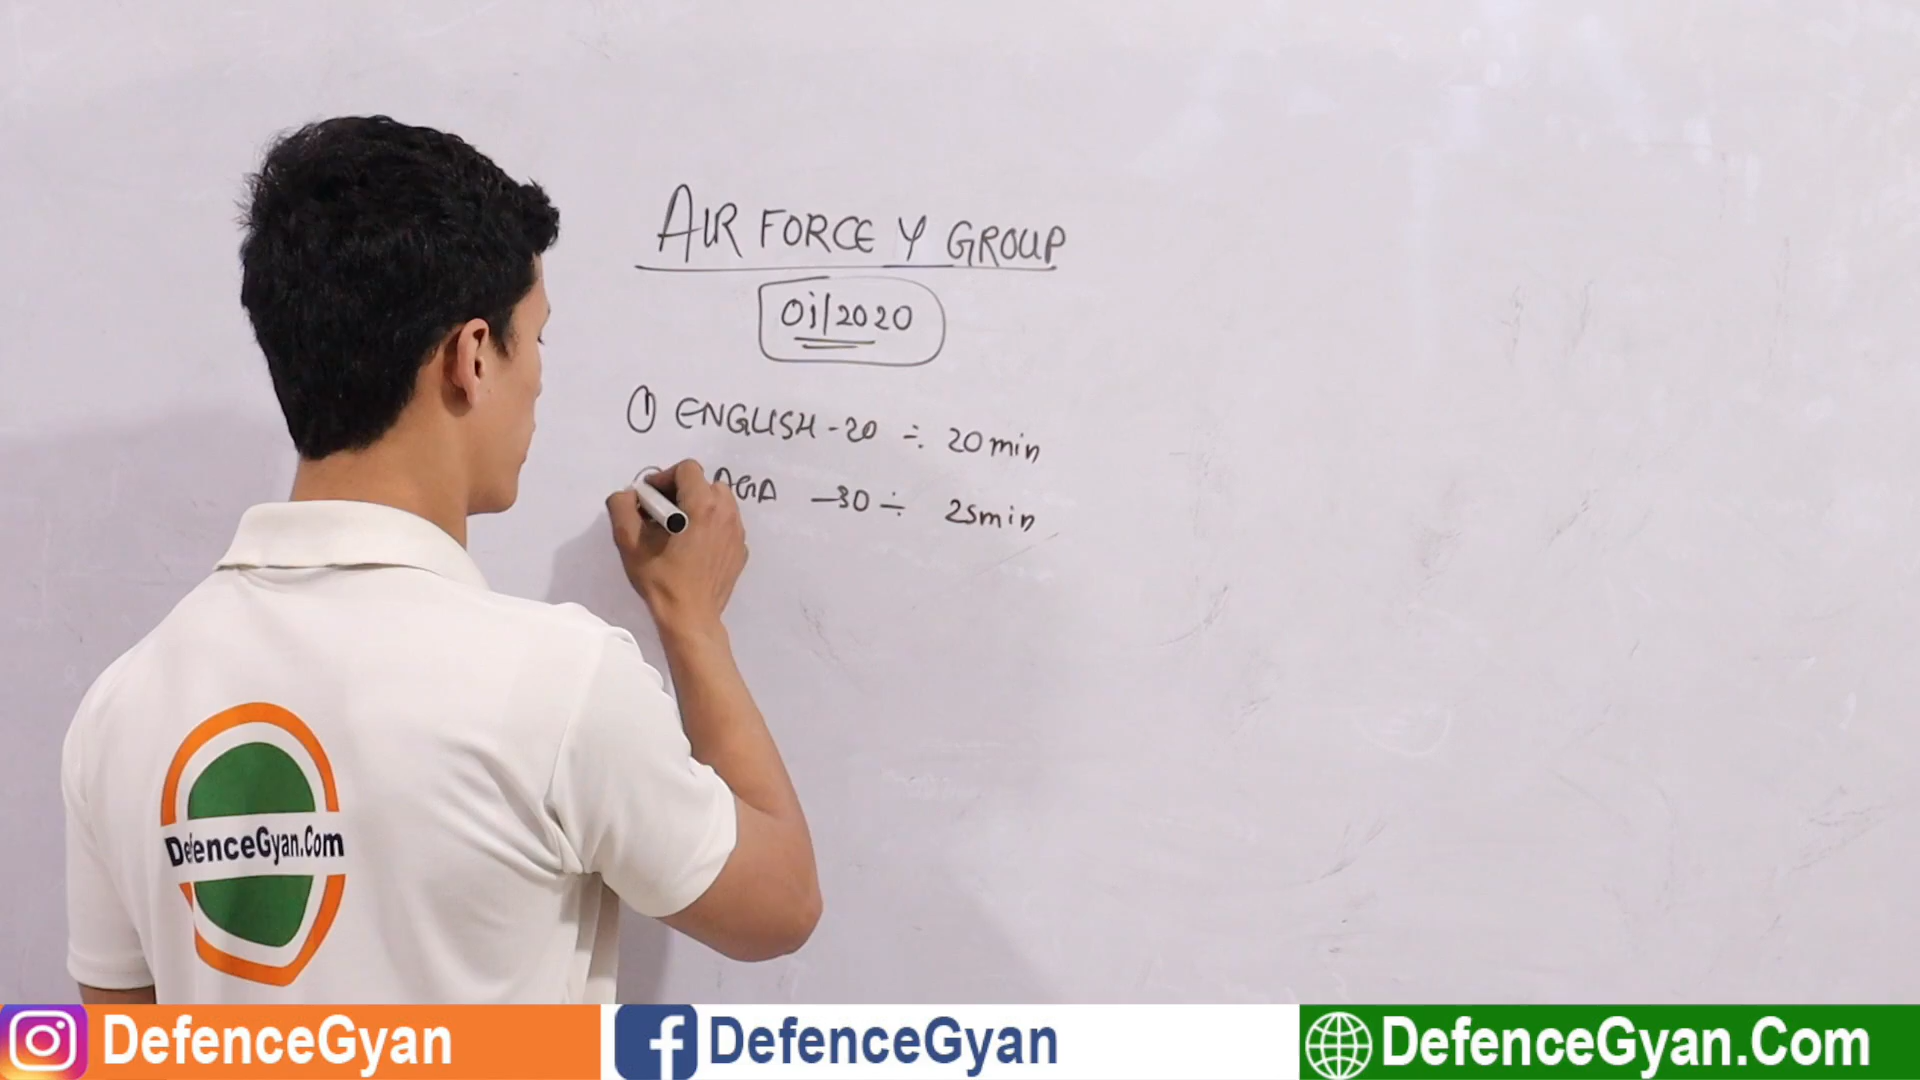 AIR FORCE Y GROUP
01/2020
① ENGLISH - 20 ÷ 20 min
AGA - 30 ÷ 25 min
DefenceGyan.Com
DefenceGyan
DefenceGyan
DefenceGyan.Com